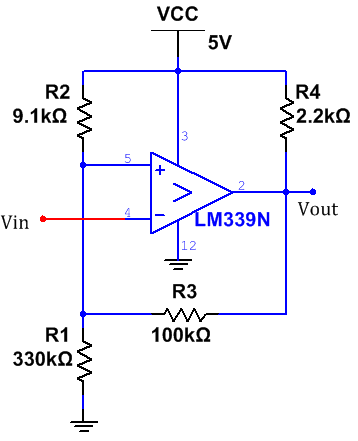 VCC
5V
R2
9.1kΩ
R4
2.2kΩ
3
5
2
4
LM339N
Vin
Vout
12
R3
100kΩ
R1
330kΩ